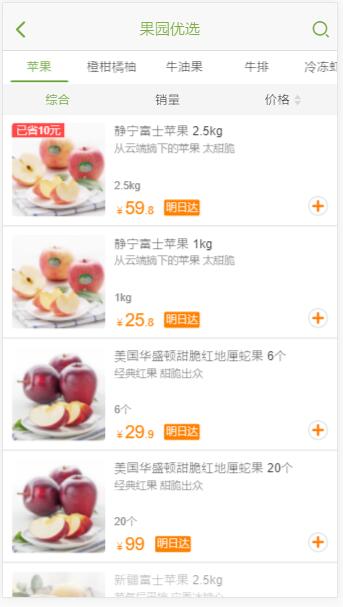 果园优选
苹果 橙柑橘柚 牛油果 牛排 冷冻虾
综合 销量 价格
已省10元
静宁富士苹果 2.5kg
从云端摘下的苹果 太甜脆
2.5kg
¥59.8 明日达
静宁富士苹果 1kg
从云端摘下的苹果 太甜脆
1kg
¥25.8 明日达
美国华盛顿甜脆红地厘蛇果 6个
经典红果 甜脆出众
6个
¥29.9 明日达
美国华盛顿甜脆红地厘蛇果 20个
经典红果 甜脆出众
20个
¥99 明日达
新疆富士苹果 2.5kg